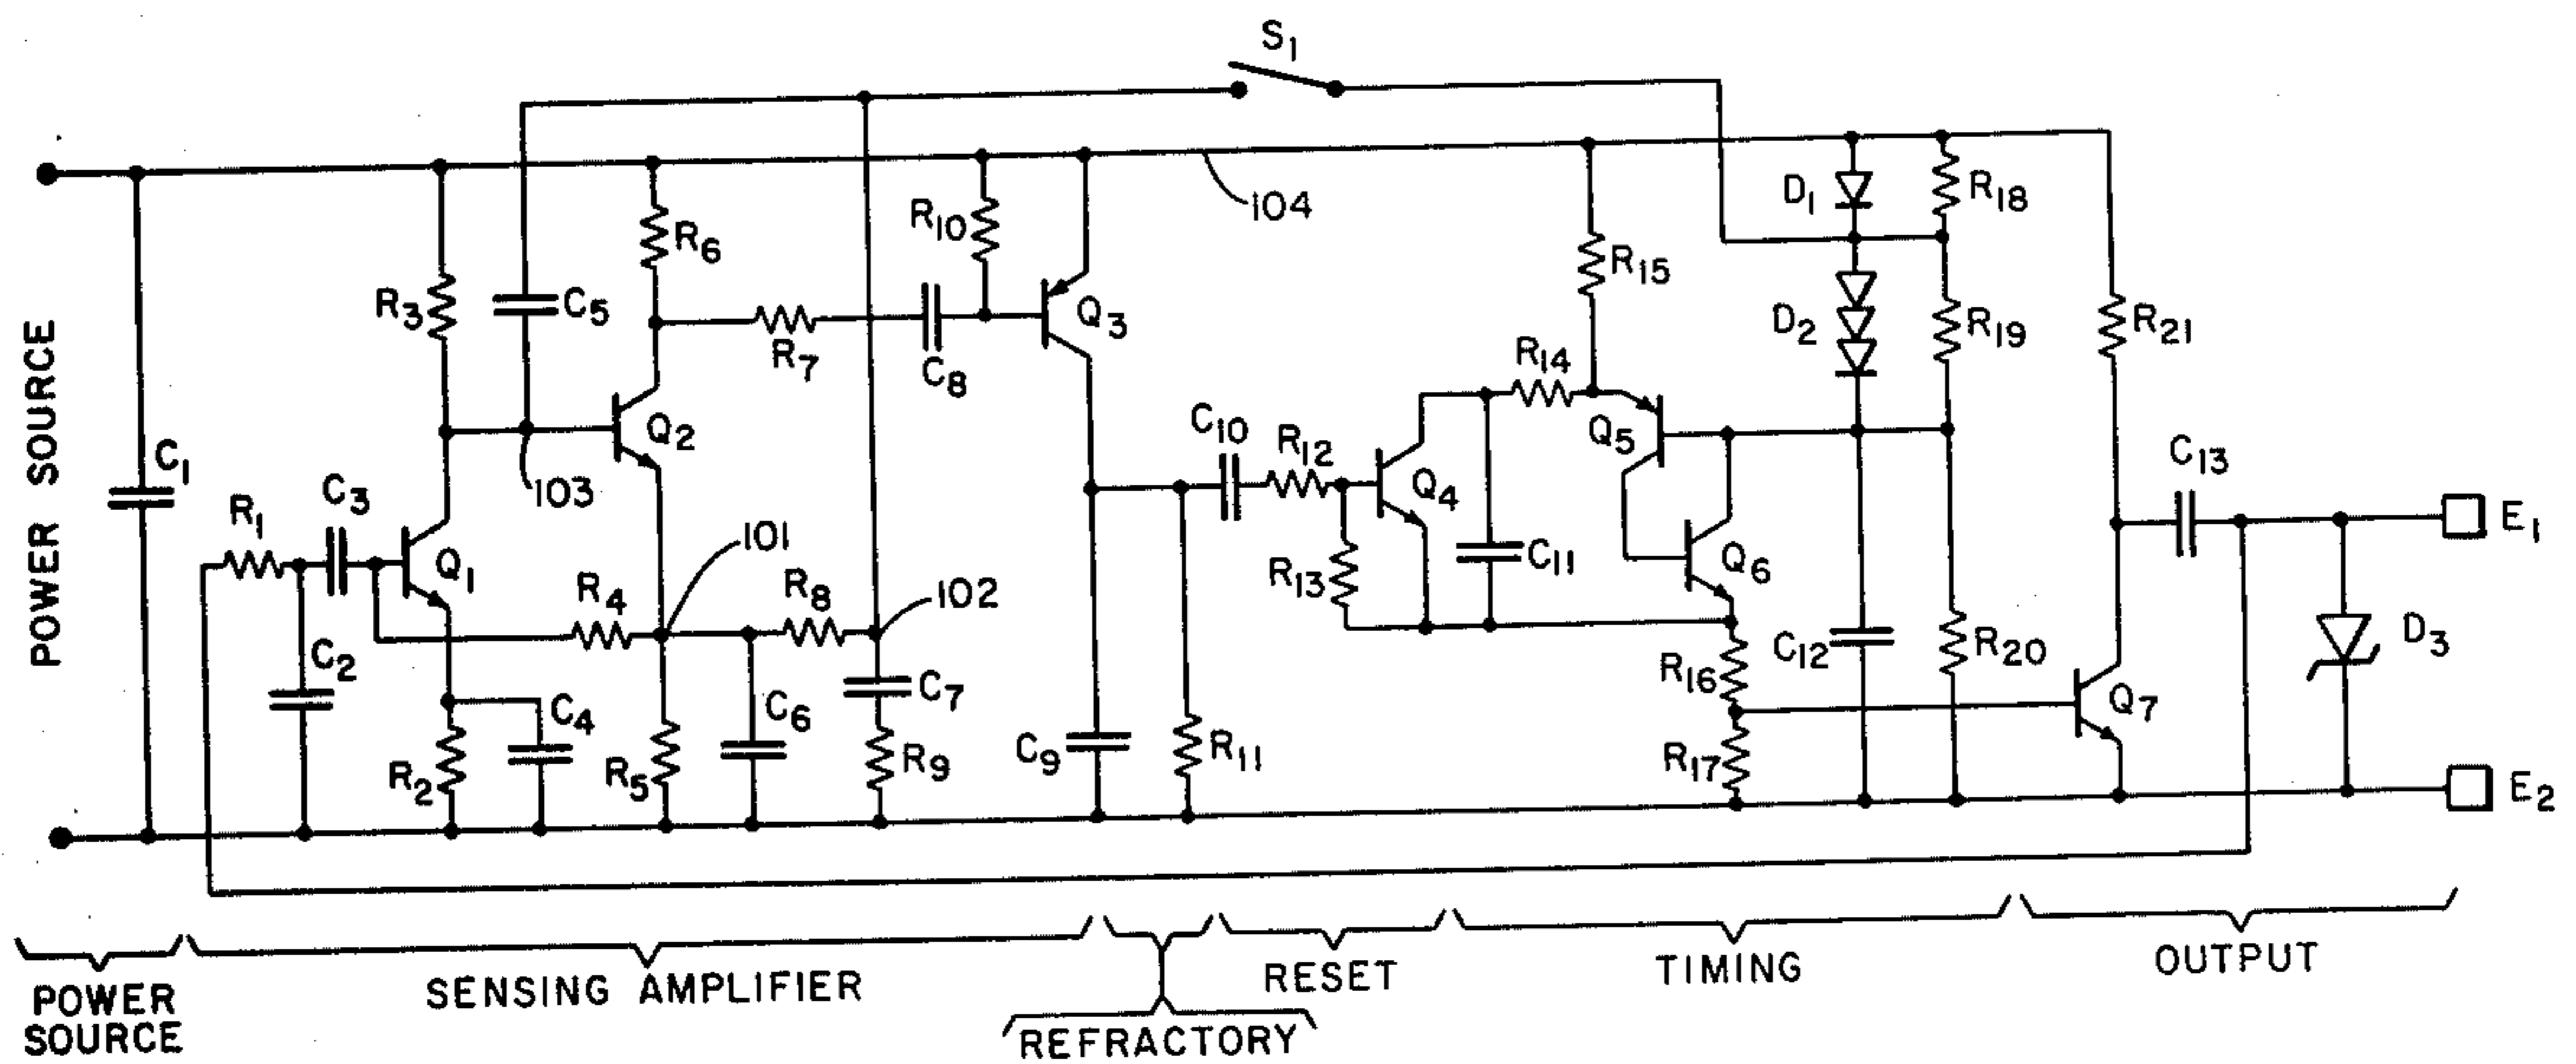 S1
104
R10
R6
R3
C5
Q3
D1
R18
R15
D2
R19
R21
R7
C8
R14
Q2
Q5
C10
R12
Q4
C13
103
C1
C3
R1
POWER SOURCE
Q1
101
R4
R8
102
R13
C11
Q6
E1
C2
C4
C6
C7
R16
C12
R20
D3
R2
R5
R9
C9
R11
R17
Q7
E2
POWER
SOURCE
SENSING AMPLIFIER
REFRACTORY
RESET
TIMING
OUTPUT